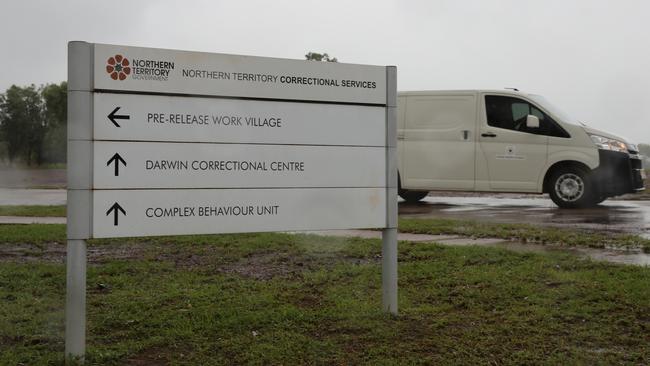 NORTHERN
TERRITORY
GOVERNMENT
NORTHERN TERRITORY CORRECTIONAL SERVICES
PRE-RELEASE WORK VILLAGE
DARWIN CORRECTIONAL CENTRE
COMPLEX BEHAVIOUR UNIT